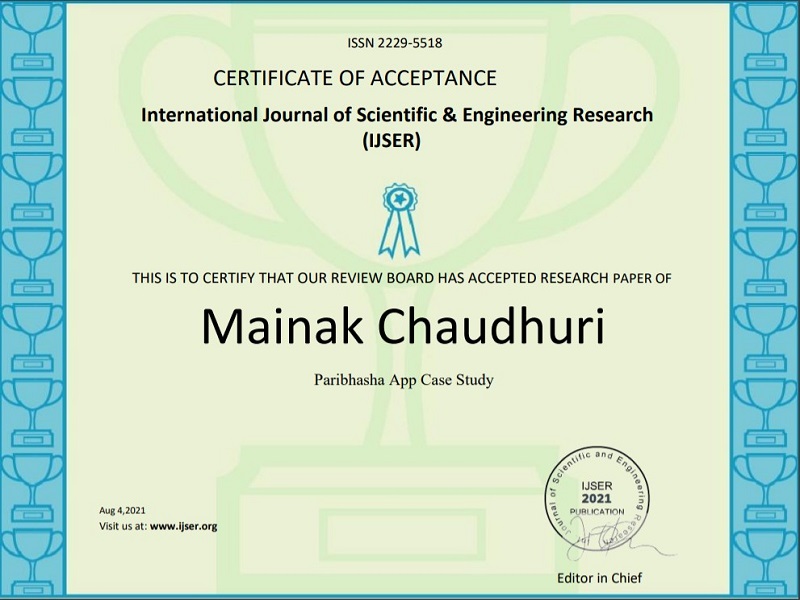 ISSN 2229-5518
CERTIFICATE OF ACCEPTANCE
International Journal of Scientific & Engineering Research
(IJSER)
THIS IS TO CERTIFY THAT OUR REVIEW BOARD HAS ACCEPTED RESEARCH PAPER OF
Mainak Chaudhuri
Paribhasha App Case Study
Journal of Scientific and Engineering Research
IJSER
2021
PUBLICATION
Aug 4,2021
Visit us at: www.ijser.org
Editor in Chief